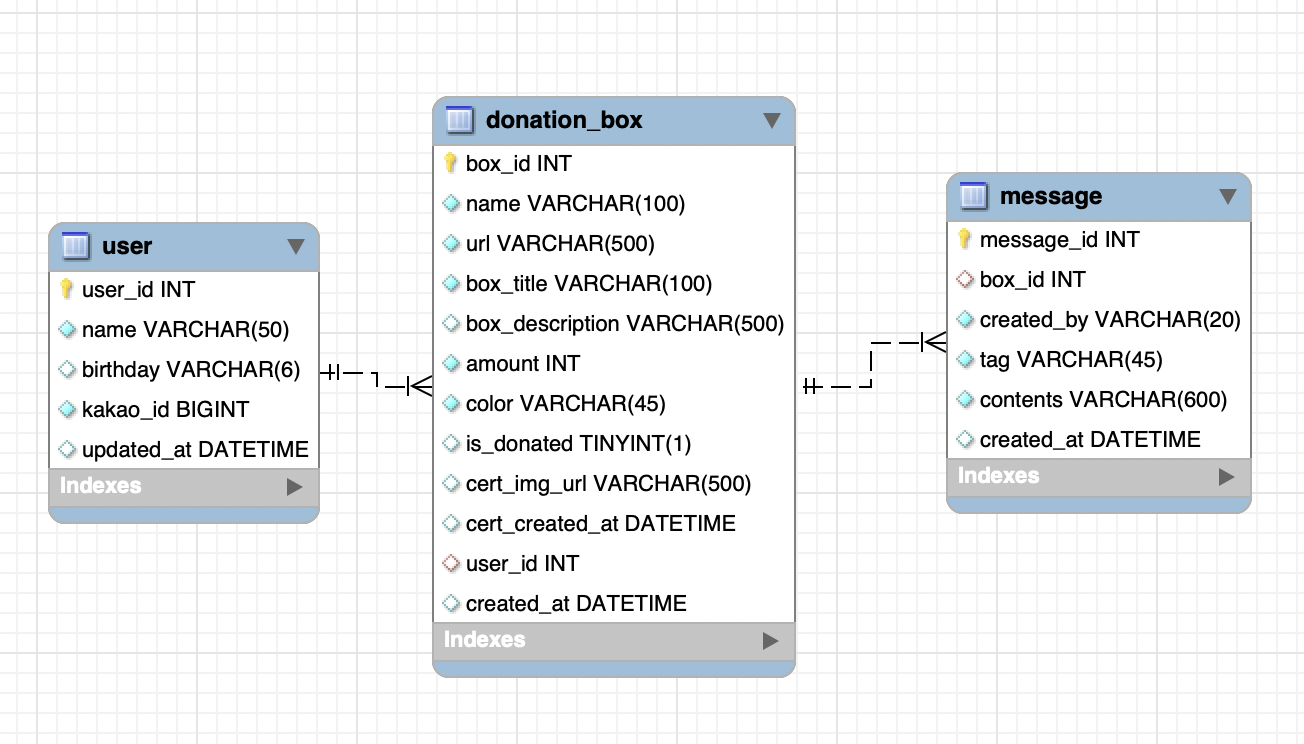 user
user_id INT
name VARCHAR(50)
birthday VARCHAR(6)
kakao_id BIGINT
updated_at DATETIME
Indexes
donation_box
box_id INT
name VARCHAR(100)
url VARCHAR(500)
box_title VARCHAR(100)
box_description VARCHAR(500)
amount INT
color VARCHAR(45)
is_donated TINYINT(1)
cert_img_url VARCHAR(500)
cert_created_at DATETIME
user_id INT
created_at DATETIME
Indexes
message
message_id INT
box_id INT
created_by VARCHAR(20)
tag VARCHAR(45)
contents VARCHAR(600)
created_at DATETIME
Indexes